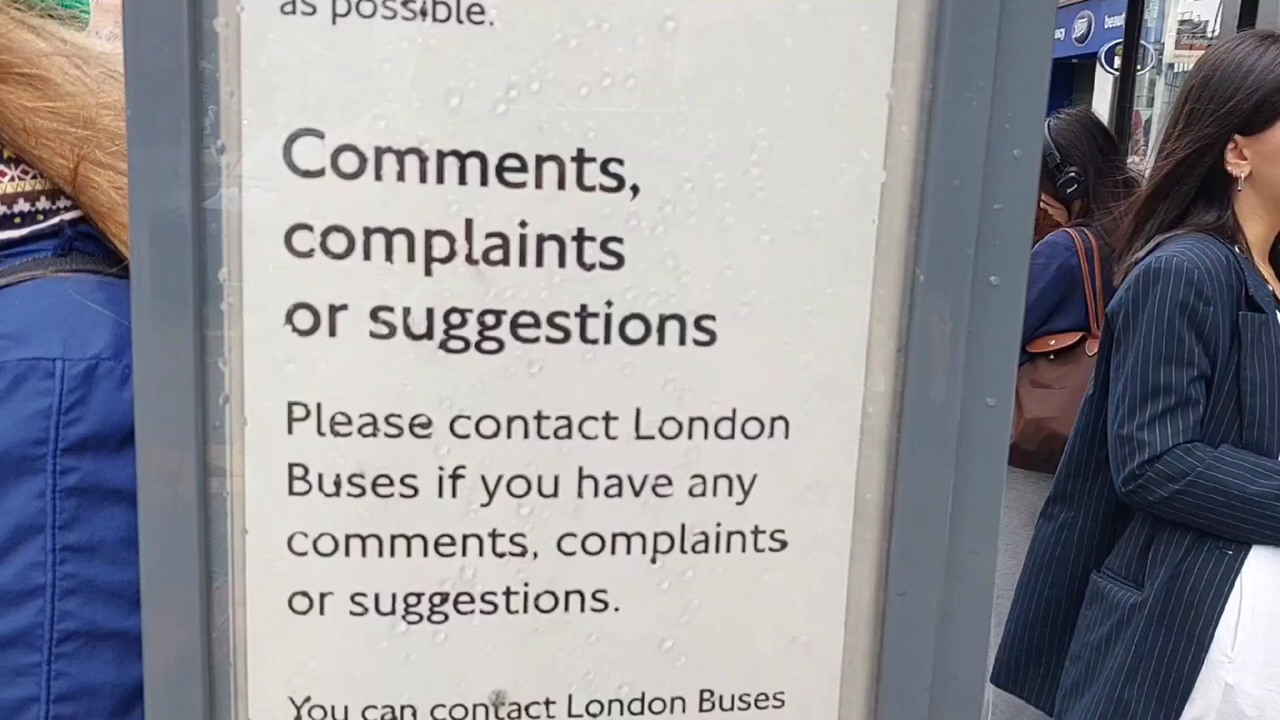 as possible.
Comments,
complaints
or suggestions
Please contact London
Buses if you have any
comments, complaints
or suggestions.
You can contact London Buses
Boots